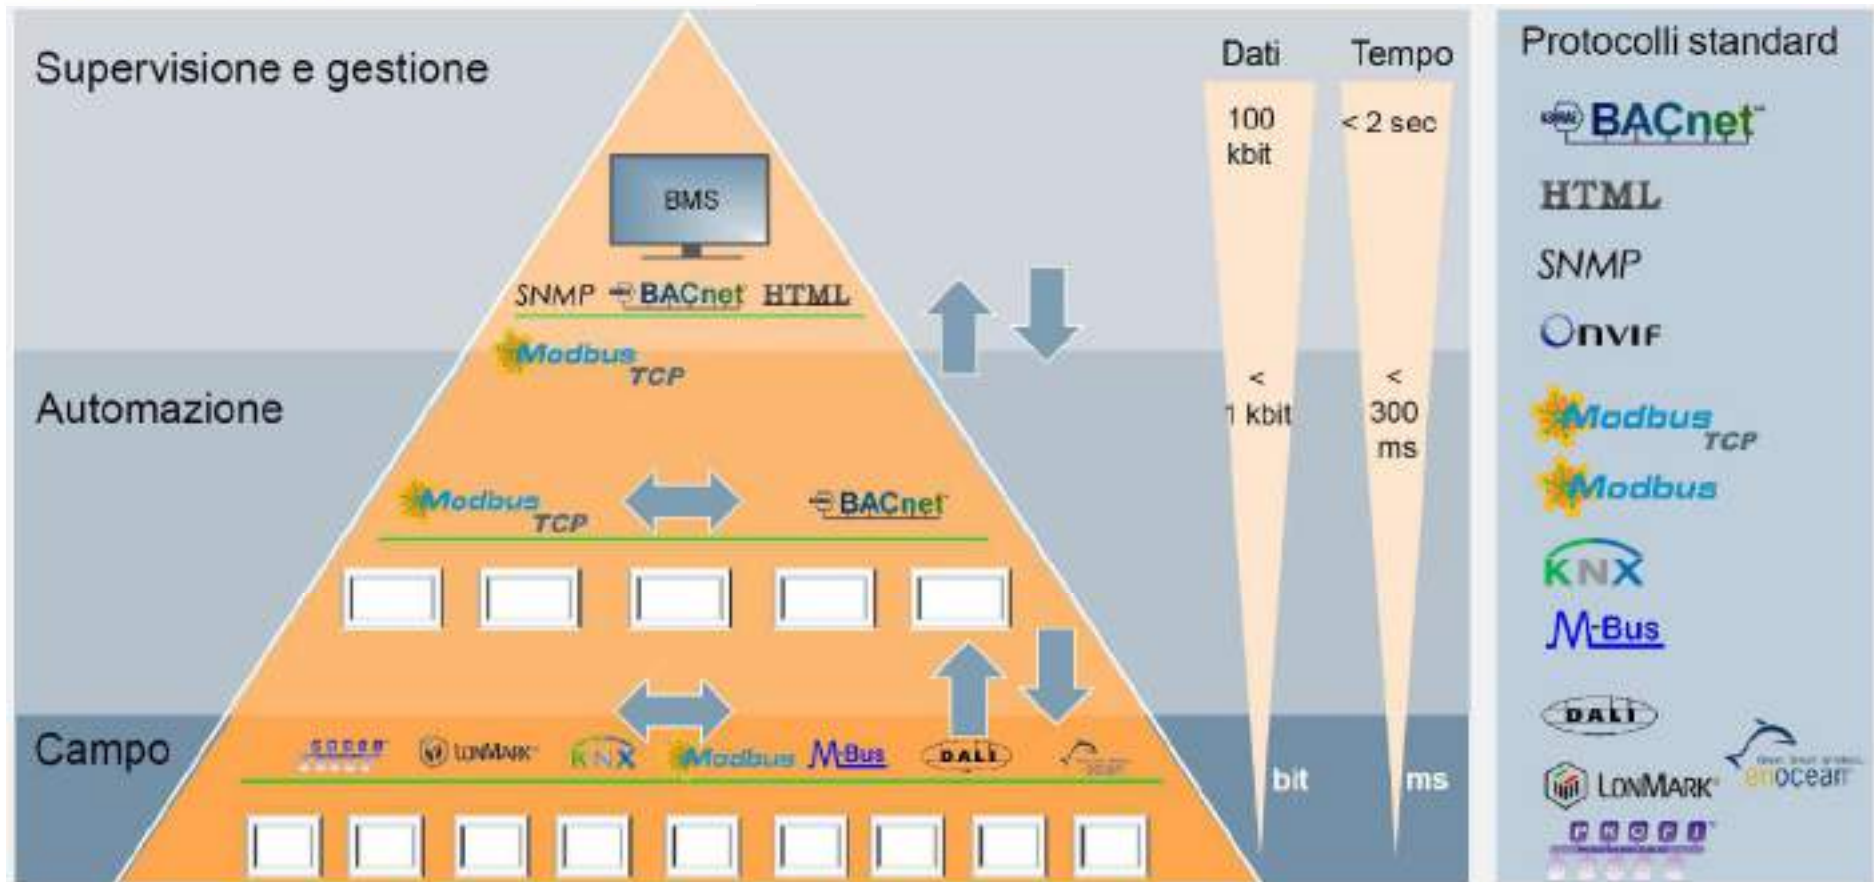 Supervisione e gestione
BMS
SNMP BACnet HTML
Modbus
TCP
Automazione
Modbus
TCP
BACnet
Campo
LONMARK
KNX
Modbus
M-Bus
DALI
Dati
100
kbit
<
1 kbit
bit
Tempo
< 2 sec
<
300
ms
ms
Protocolli standard
BACnet
HTML
SNMP
ONVIF
Modbus
TCP
Modbus
KNX
M-Bus
DALI
enocean
LONMARK
PROFI